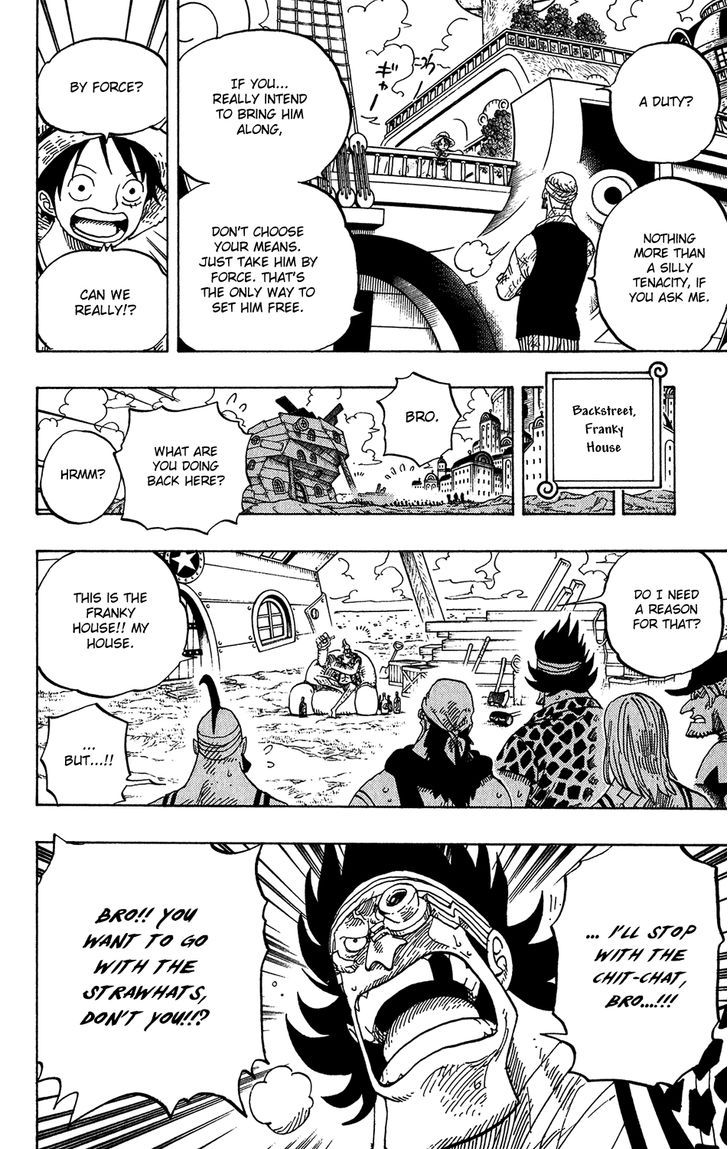 A DUTY?
NOTHING
MORE THAN
A SILLY
TENACITY, IF
YOU ASK ME.
ギャーっ
IF YOU...
REALLY INTEND
TO BRING HIM
ALONG,
DON'T CHOOSE
YOUR MEANS.
JUST TAKE HIM BY
FORCE. THAT'S
THE ONLY WAY TO
SET HIM FREE.
BY FORCE?
CAN WE
REALLY!?
Backstreet,
Franky
House
BRO.
WHAT ARE
YOU DOING
BACK HERE?
HRMM?
DO I NEED
A REASON
FOR THAT?
THIS IS THE
FRANKY
HOUSE!! MY
HOUSE.
...
BUT...!!
... I'LL STOP
WITH THE
CHIT-CHAT,
BRO....!!!
BRO!! YOU
WANT TO GO
WITH THE
STRAWHATS,
DON'T YOU!!?